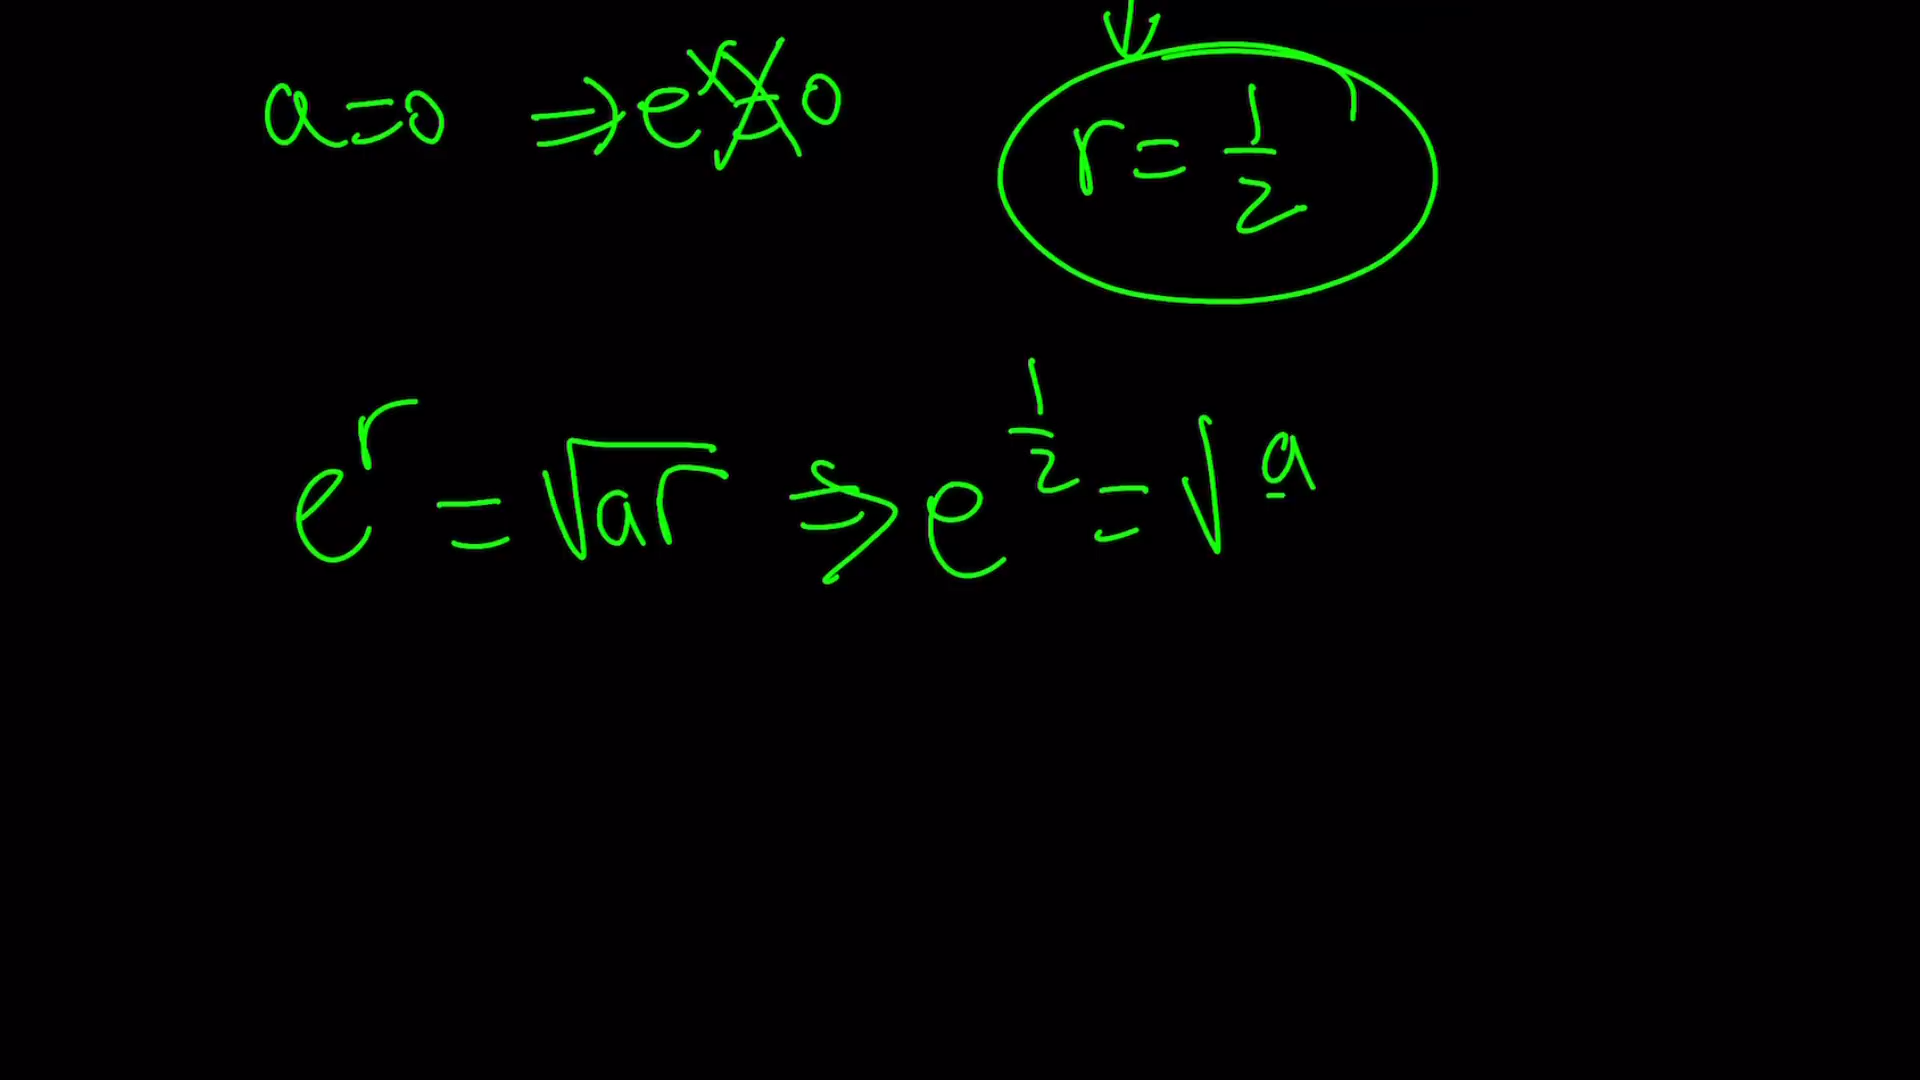 a=0 ⇒ e^r=0
r=1/2
e^r = √ar ⇒ e^1/2 = √a